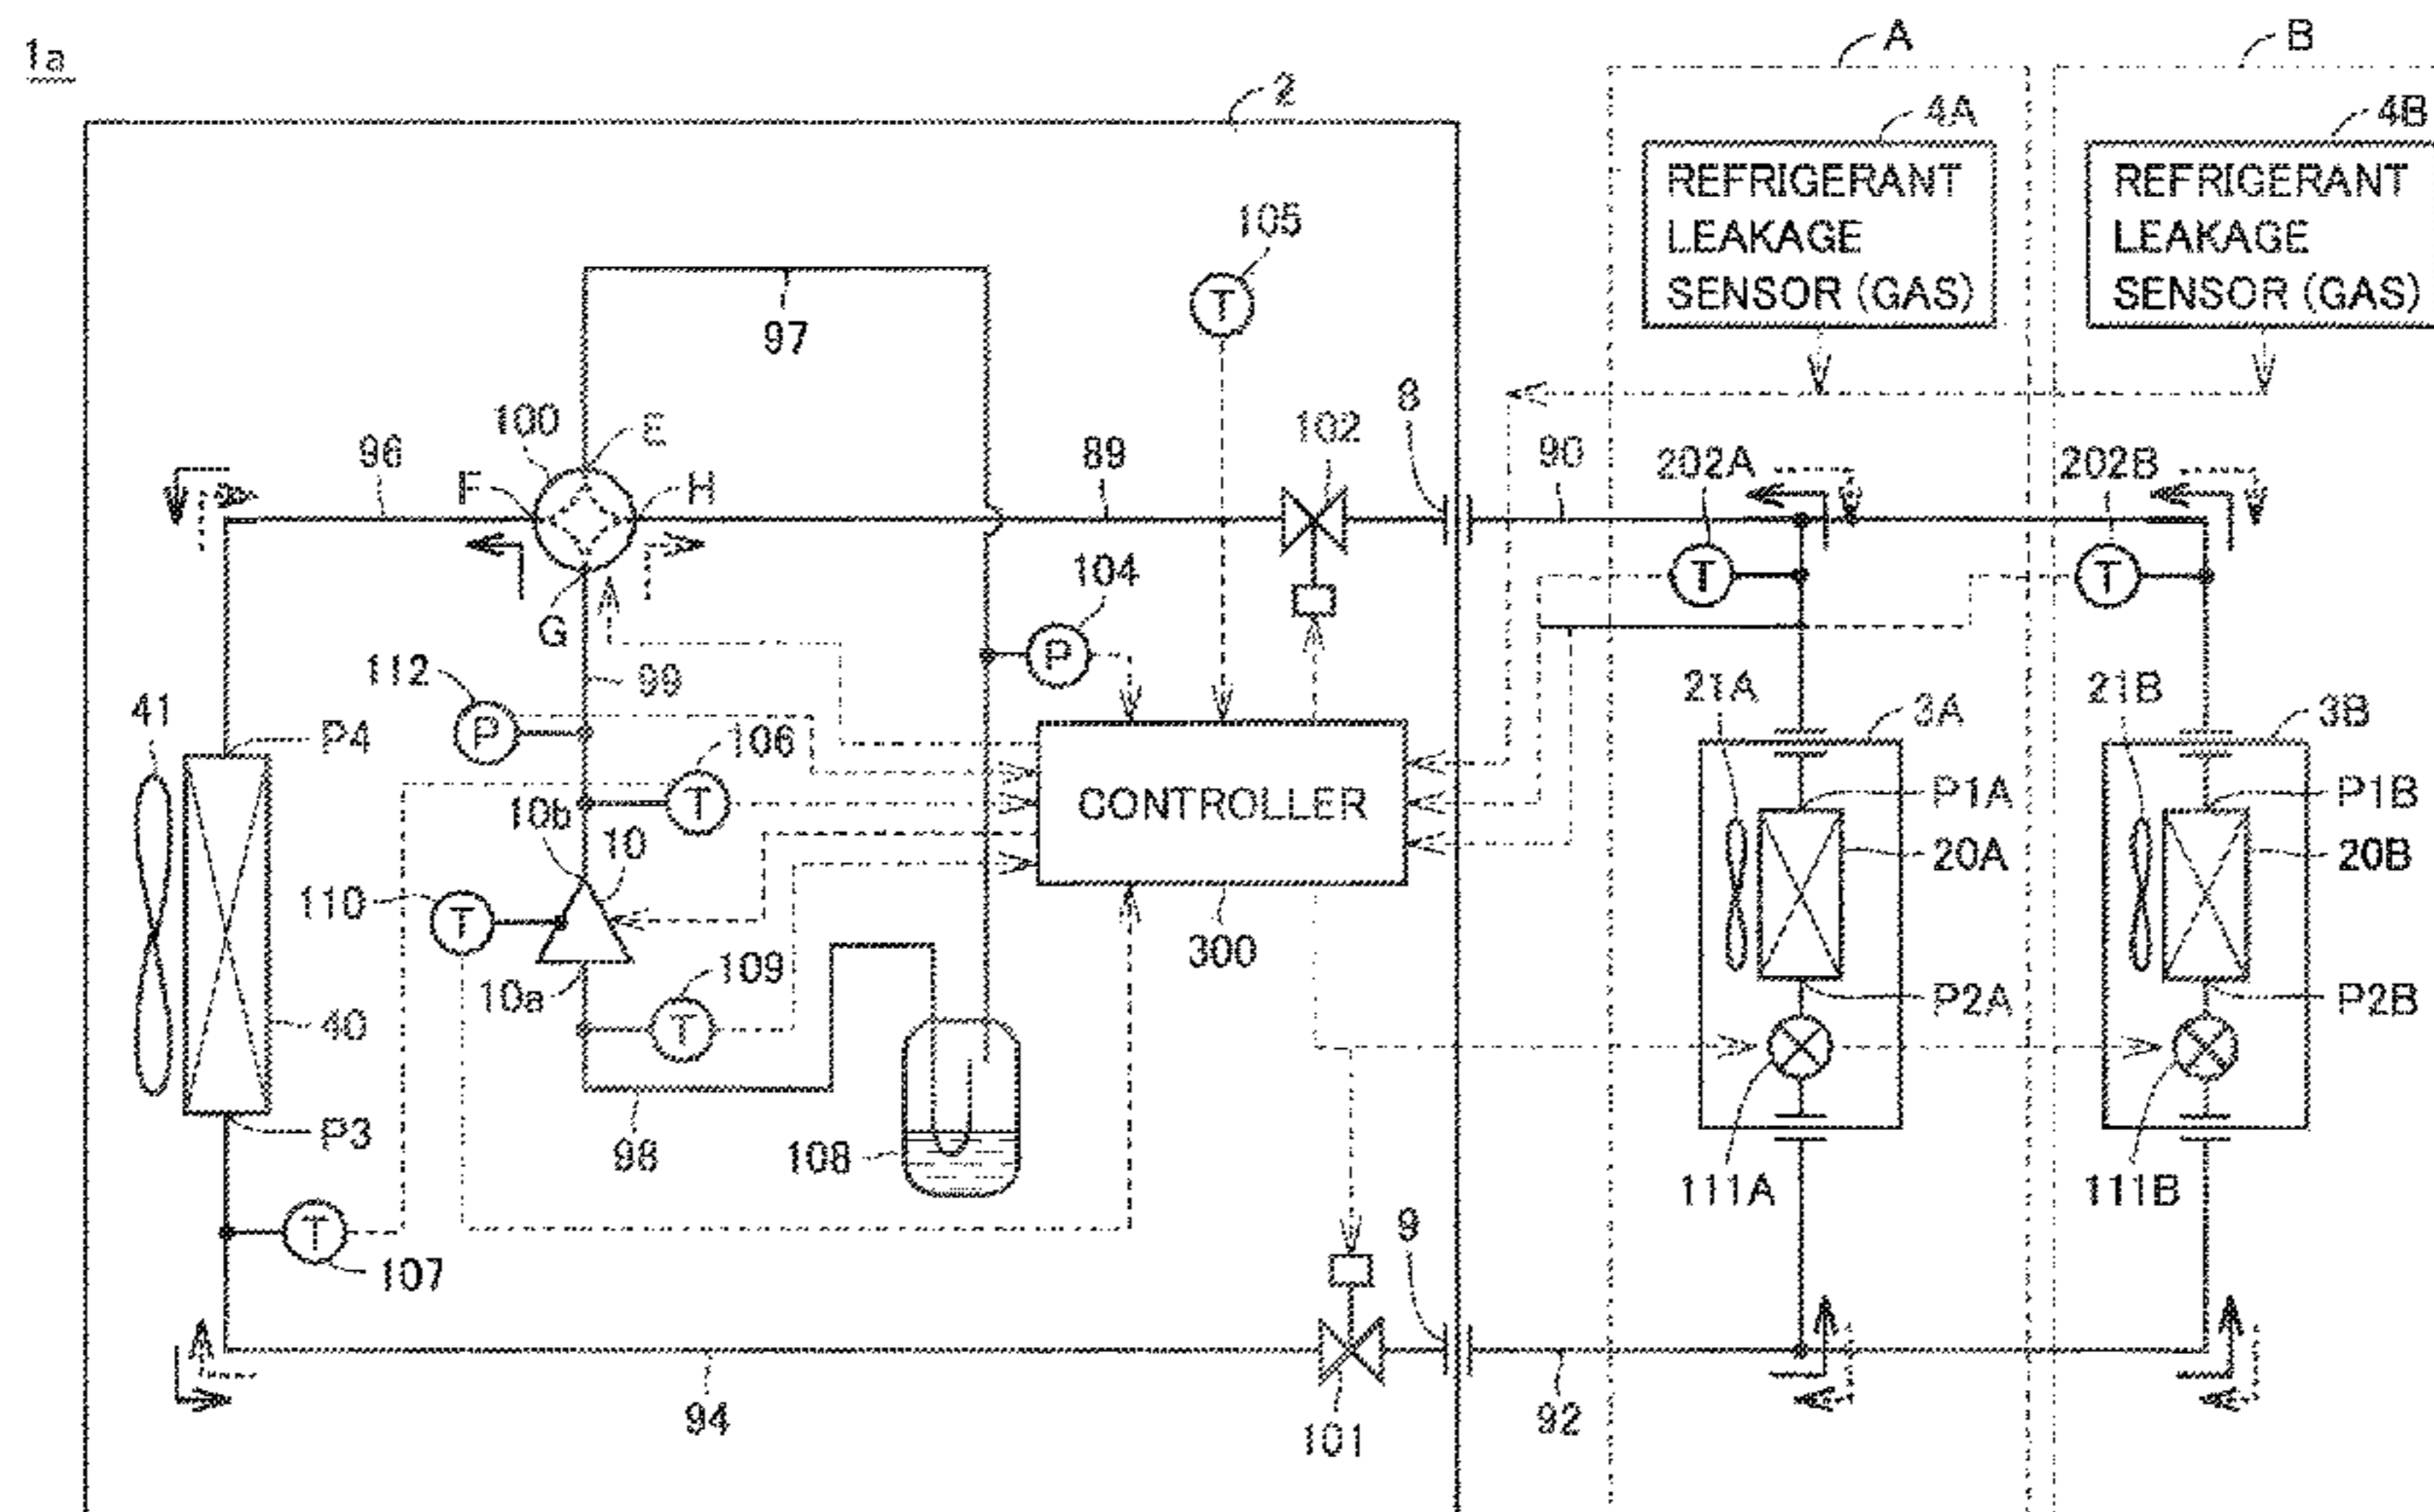 1a
A
B
2
4A
4B
REFRIGERANT
LEAKAGE
SENSOR (GAS)
REFRIGERANT
LEAKAGE
SENSOR (GAS)
105
97
8
100
E
102
96
89
90
202A
202B
F
H
T
G
104
T
T
112
99
P
21A
3A
21B
3B
41
P
P4
106
10b
T
CONTROLLER
P1A
P1B
10
110
T
20A
20B
300
10a
109
P2A
P2B
40
T
P3
98
108
111A
111B
9
T
107
94
101
92